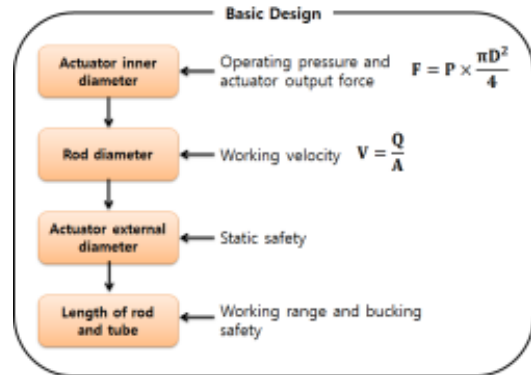 Basic Design
Actuator inner
diameter
Operating pressure and
actuator output force
F = P × πD²/4
Rod diameter
Working velocity
V = Q/A
Actuator external
diameter
Static safety
Length of rod
and tube
Working range and bucking
safety